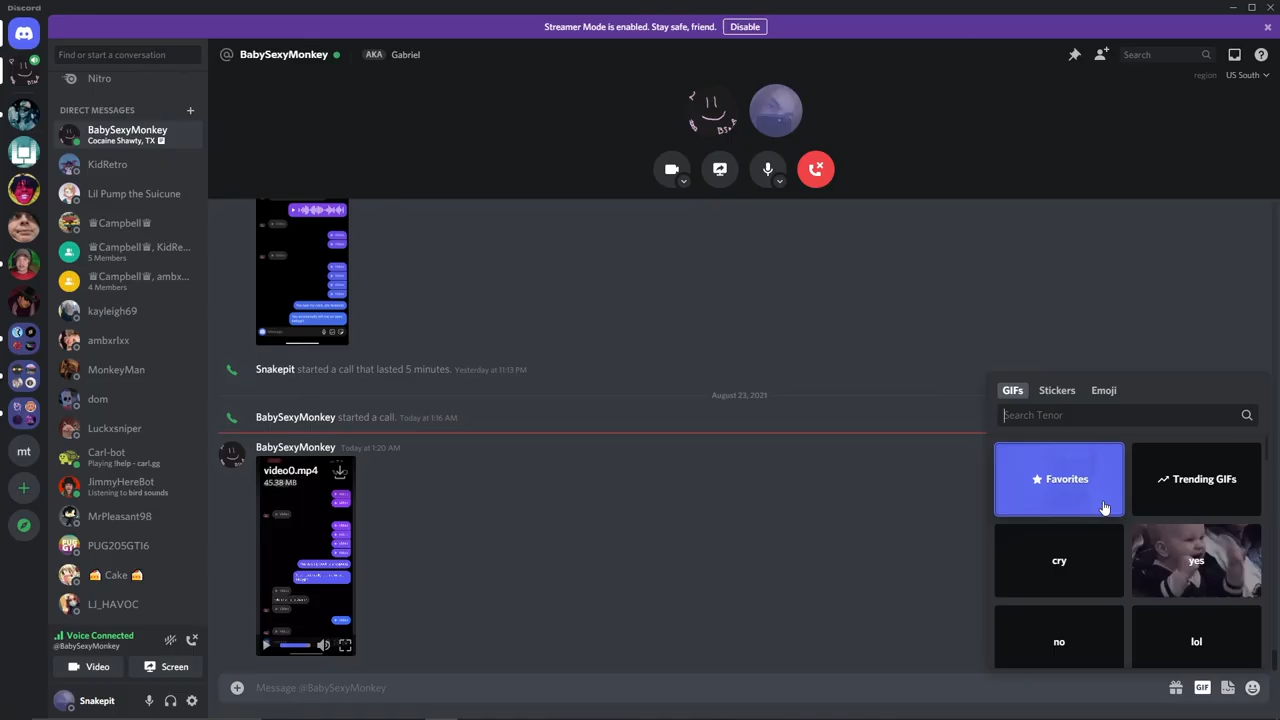 Discord
Streamer Mode is enabled. Stay safe, friend.
Disable
Find or start a conversation
BabySexyMonkey
AKA
Gabriel
Search
region
US South
Nitro
DIRECT MESSAGES
BabySexyMonkey
Cocaine Shawty, TX
KidRetro
Lil Pump the Suicune
♕Campbell♕
♕Campbell♕, KidRe...
5 Members
♕Campbell♕, ambx...
4 Members
kayleigh69
ambxrlxx
MonkeyMan
dom
Luckxsniper
Carl-bot
Playing !help - carl.gg
JimmyHereBot
Listening to bird sounds
MrPleasant98
PUG205GTI6
🍰 Cake 🍰
LJ_HAVOC
mt
Voice Connected
@BabySexyMonkey
Video
Screen
Snakepit
Snakepit started a call that lasted 5 minutes. Yesterday at 11:13 PM
August 23, 2021
BabySexyMonkey started a call. Today at 1:16 AM
BabySexyMonkey Today at 1:20 AM
video0.mp4
45.38 MB
Message @BabySexyMonkey
GIFs
Stickers
Emoji
Search Tenor
Favorites
Trending GIFs
cry
yes
no
lol
GIF